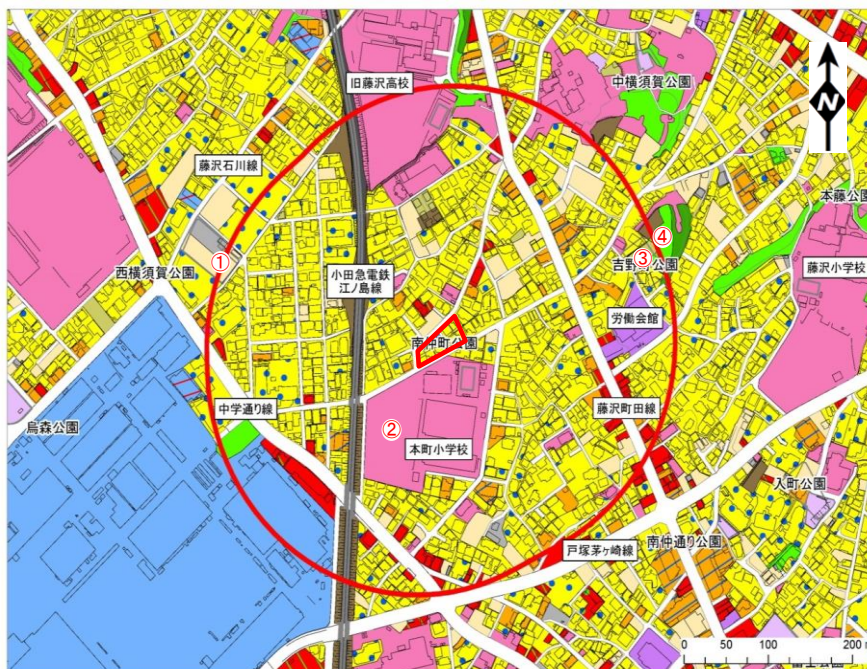 旧藤沢高校
中横須賀公園
N
藤沢石川線
本藤公園
④
①
③
西横須賀公園
小田急電鉄
江ノ島線
吉野町公園
藤沢小学校
労働会館
南仲町公園
中学通り線
藤沢町田線
烏森公園
②
本町小学校
入町公園
戸塚茅ヶ崎線
南仲通り公園
0 50 100 200